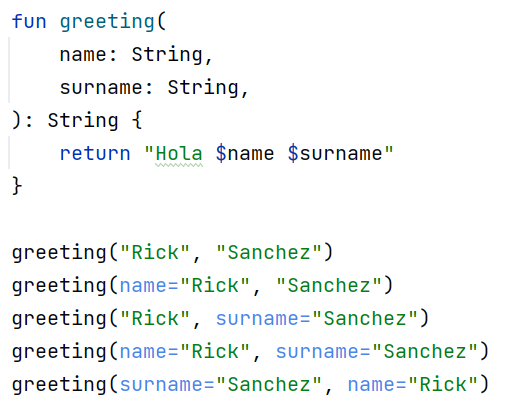 fun greeting(
    name: String,
    surname: String,
): String {
    return "Hola $name $surname"
}

greeting("Rick", "Sanchez")
greeting(name="Rick", "Sanchez")
greeting("Rick", surname="Sanchez")
greeting(name="Rick", surname="Sanchez")
greeting(surname="Sanchez", name="Rick")